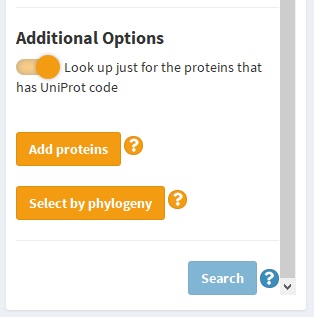 Additional Options
Look up just for the proteins that
has UniProt code
Add proteins ?
Select by phylogeny ?
Search ?